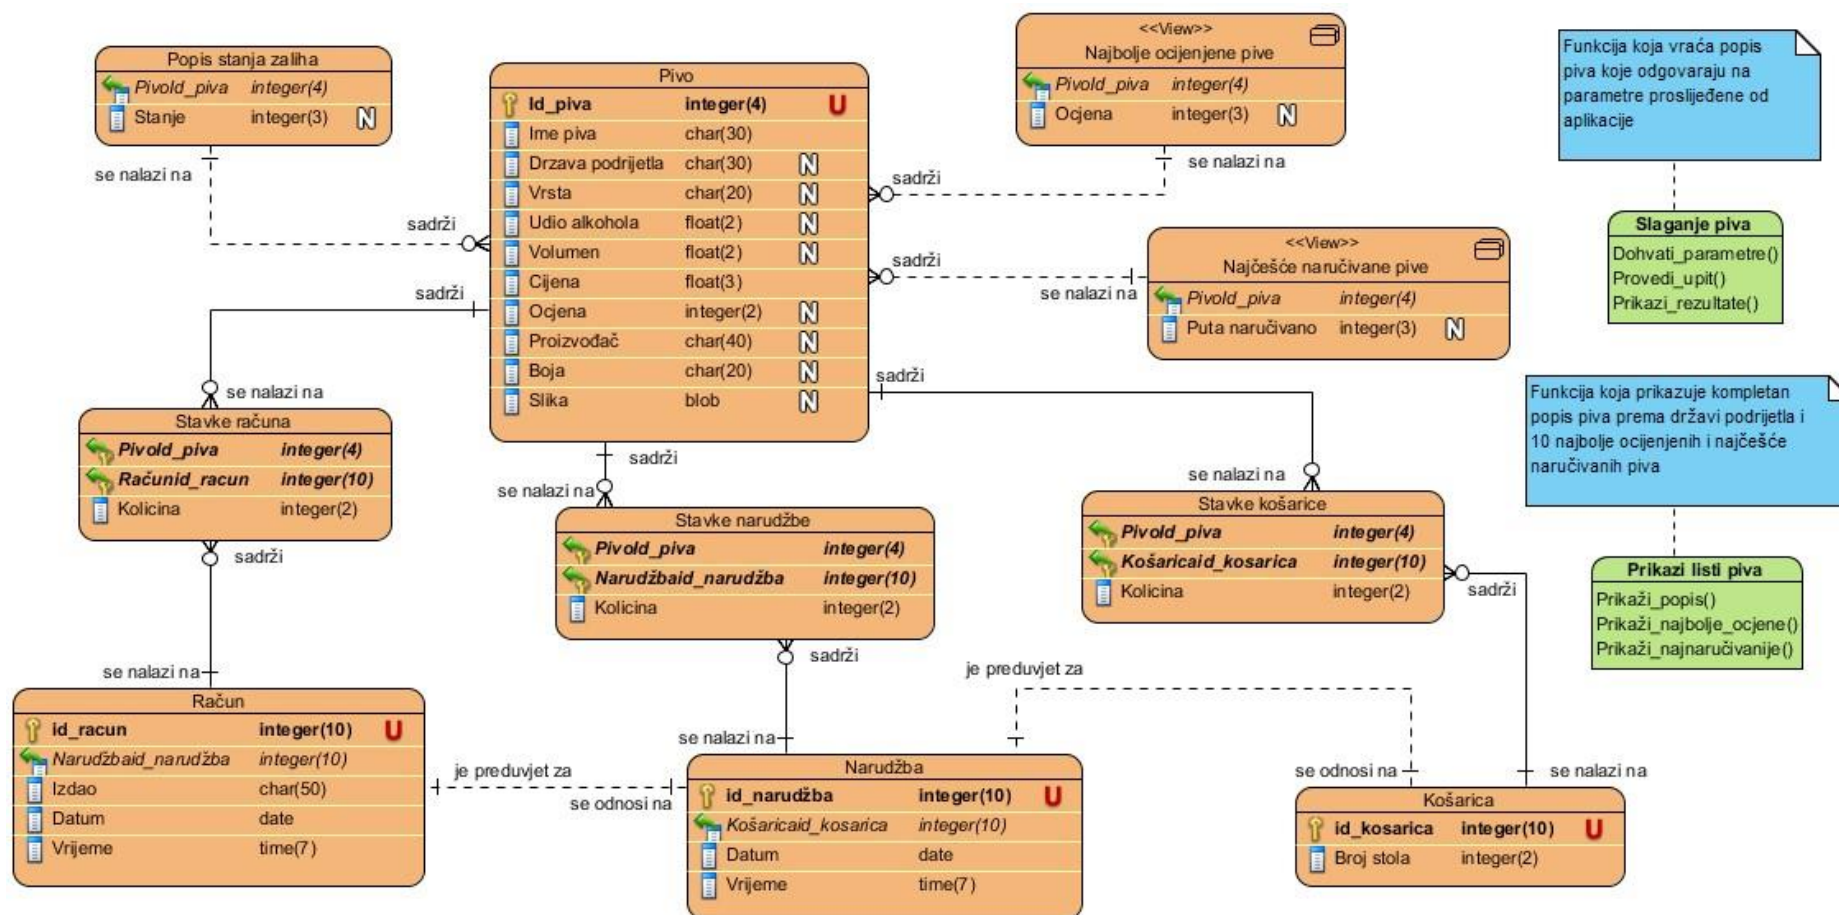 Popis stanja zaliha
PivoId_piva integer(4)
Stanje integer(3) N
se nalazi na
sadrži
Pivo
Id_piva integer(4) U
Ime piva char(30)
Drzava podrijetla char(30) N
Vrsta char(20) N
Udio alkohola float(2) N
Volumen float(2) N
Cijena float(3)
Ocjena integer(2) N
Proizvođač char(40) N
Boja char(20) N
Slika blob N
<<View>>
Najbolje ocijenjene pive
PivoId_piva integer(4)
Ocjena integer(3) N
se nalazi na
sadrži
<<View>>
Najčešće naručivane pive
PivoId_piva integer(4)
Puta naručivano integer(3) N
sadrži
se nalazi na
Funkcija koja vraća popis
piva koje odgovaraju na
parametre proslijeđene od
aplikacije
Slaganje piva
Dohvati_parametre()
Provedi_upit()
Prikazi_rezultate()
Funkcija koja prikazuje kompletan
popis piva prema državi podrijetla i
10 najbolje ocijenjenih i najčešće
naručivanih piva
Prikazi listi piva
Prikaži_popis()
Prikaži_najbolje_ocjene()
Prikaži_najnaručivanije()
sadrži
se nalazi na
Stavke računa
PivoId_piva integer(4)
Računid_racun integer(10)
Kolicina integer(2)
sadrži
se nalazi na
sadrži
se nalazi na
Stavke narudžbe
PivoId_piva integer(4)
Narudžbaid_narudžba integer(10)
Kolicina integer(2)
sadrži
se nalazi na
sadrži
se nalazi na
Stavke košarice
PivoId_piva integer(4)
Košaricaid_kosarica integer(10)
Kolicina integer(2)
sadrži
se nalazi na
Račun
id_racun integer(10) U
Narudžbaid_narudžba integer(10)
Izdao char(50)
Datum date
Vrijeme time(7)
je preduvjet za
se odnosi na
Narudžba
id_narudžba integer(10) U
Košaricaid_kosarica integer(10)
Datum date
Vrijeme time(7)
je preduvjet za
se odnosi na
Košarica
id_kosarica integer(10) U
Broj stola integer(2)